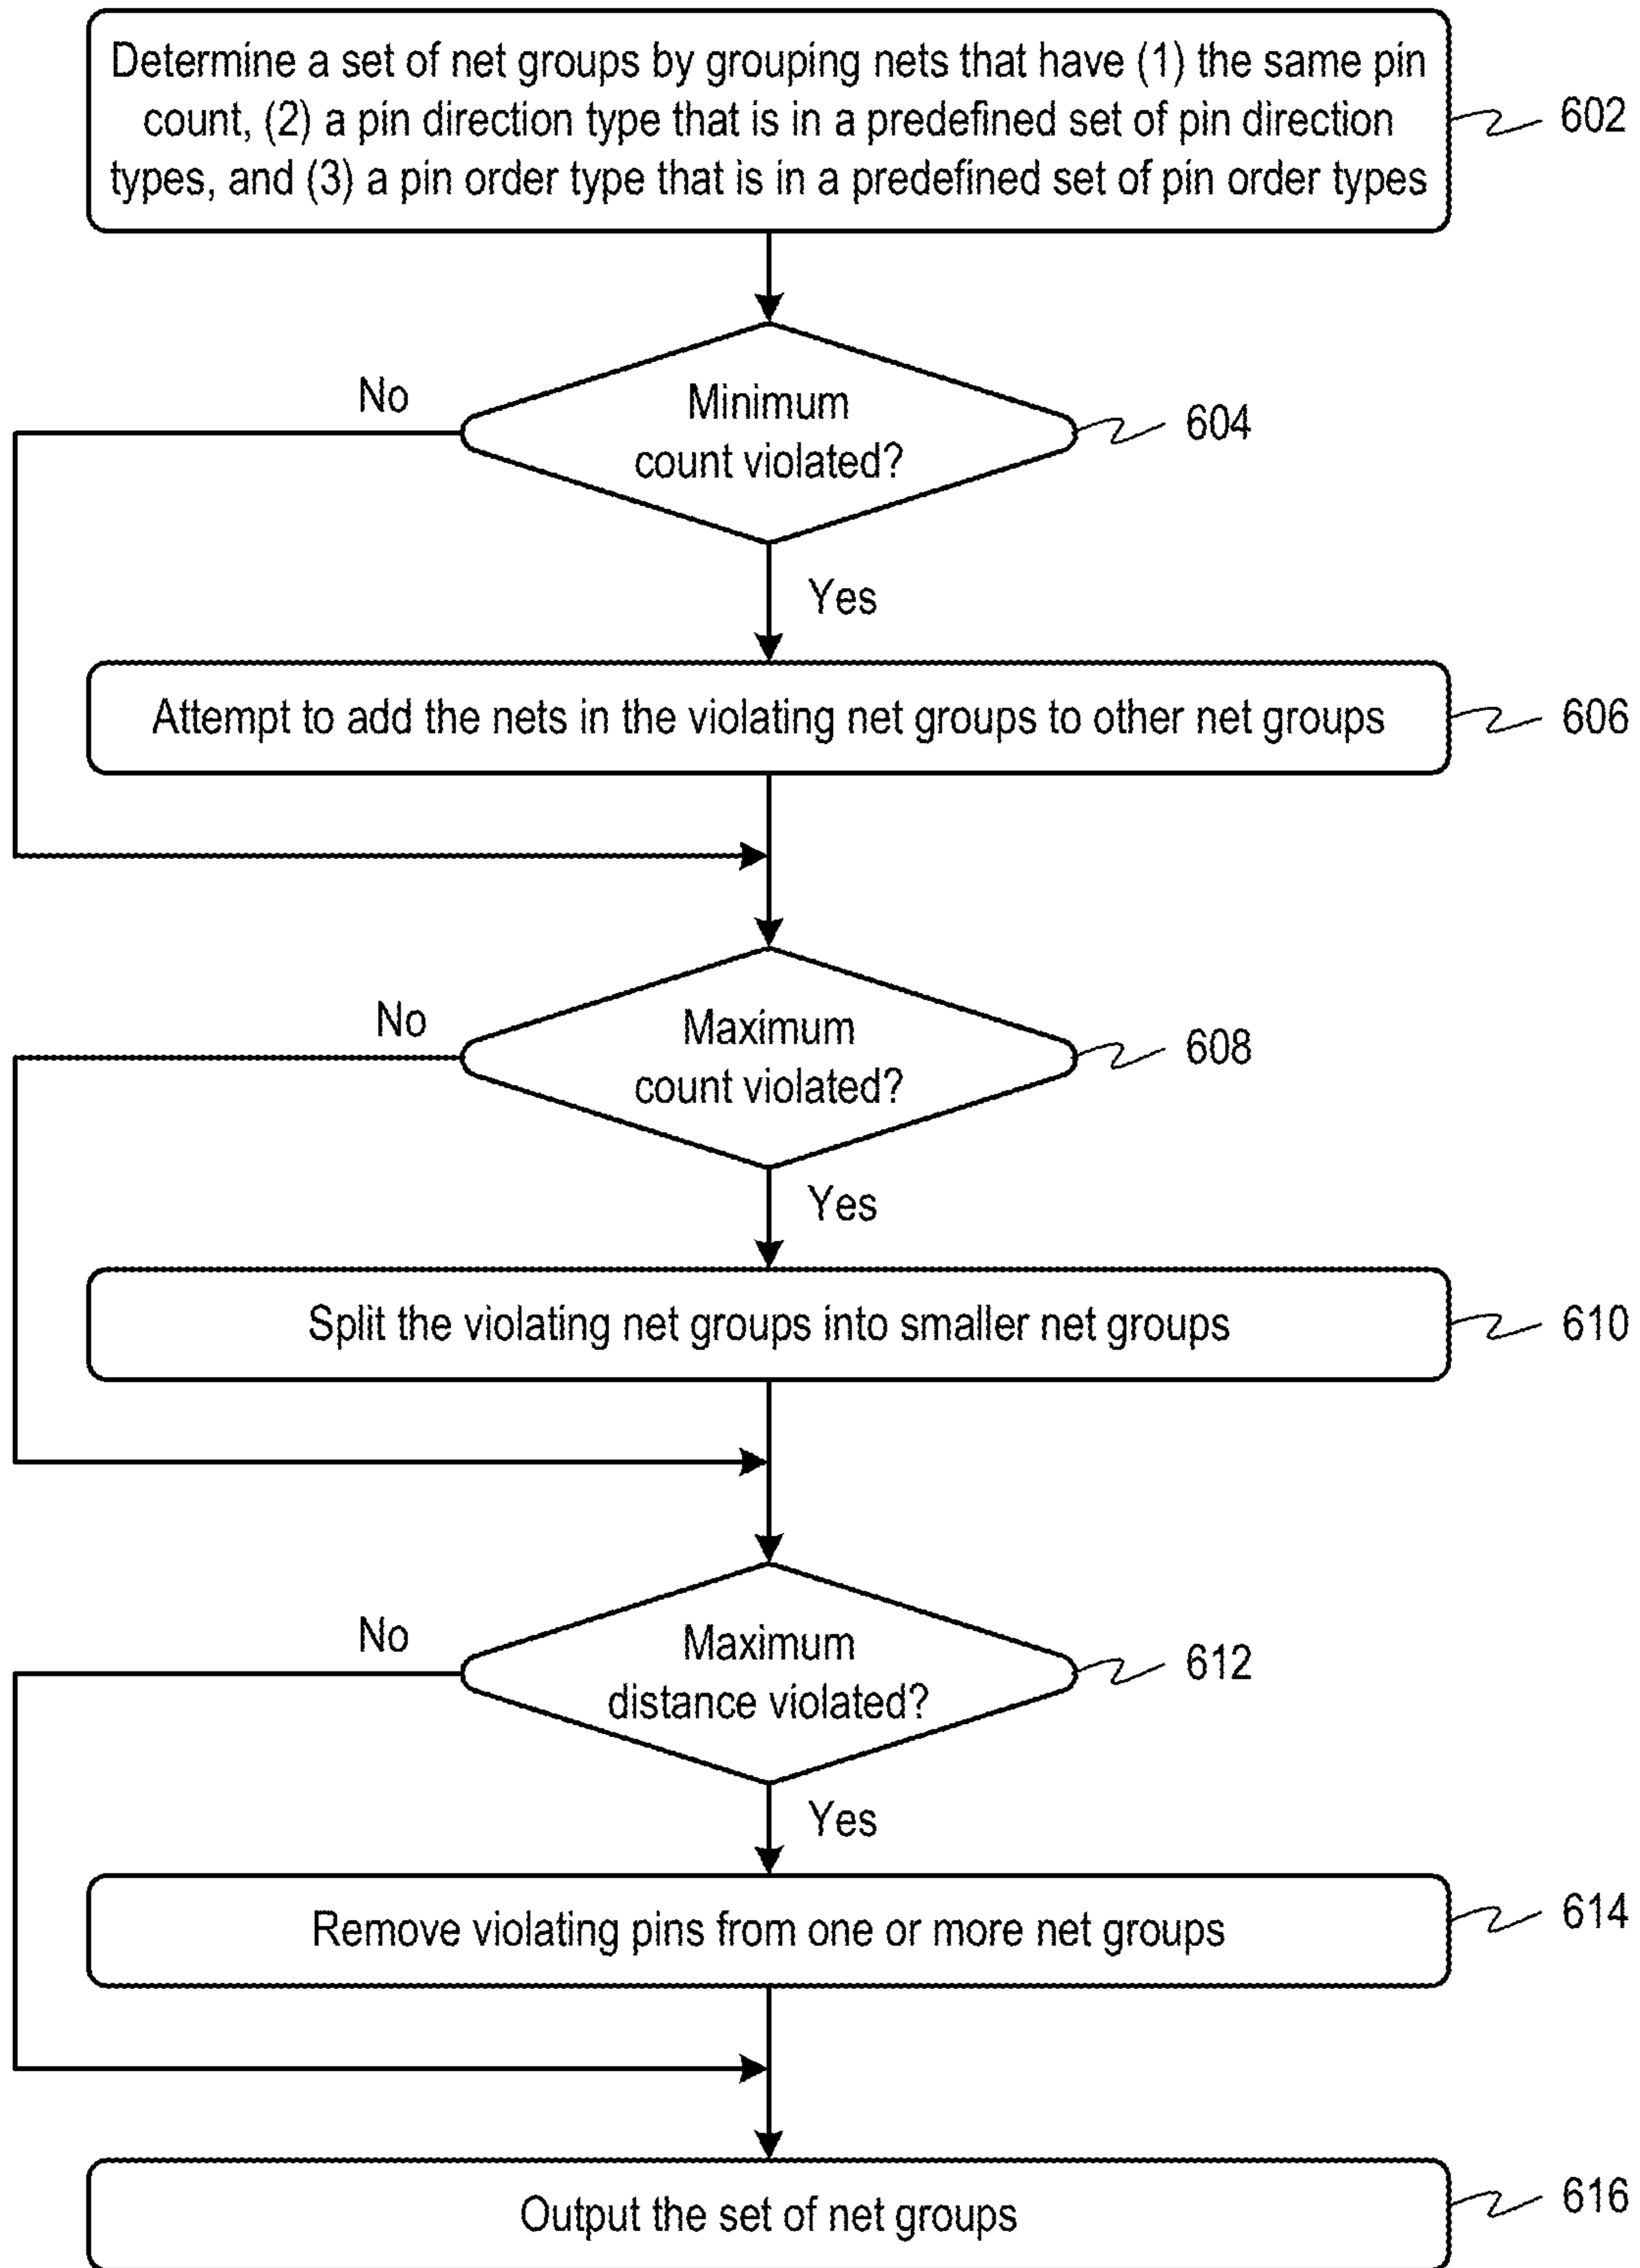 Determine a set of net groups by grouping nets that have (1) the same pin
count, (2) a pin direction type that is in a predefined set of pin direction
types, and (3) a pin order type that is in a predefined set of pin order types
602
No
Minimum
count violated?
604
Yes
Attempt to add the nets in the violating net groups to other net groups
606
No
Maximum
count violated?
608
Yes
Split the violating net groups into smaller net groups
610
No
Maximum
distance violated?
612
Yes
Remove violating pins from one or more net groups
614
Output the set of net groups
616